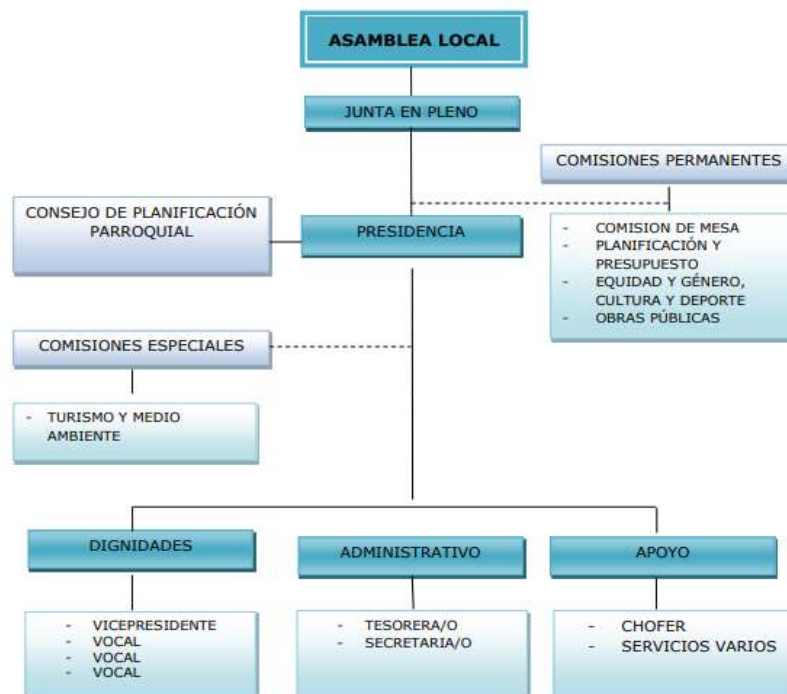 ASAMBLEA LOCAL
JUNTA EN PLENO
COMISIONES PERMANENTES
CONSEJO DE PLANIFICACIÓN
PARROQUIAL
PRESIDENCIA
- COMISION DE MESA
- PLANIFICACIÓN Y
PRESUPUESTO
- EQUIDAD Y GÉNERO,
CULTURA Y DEPORTE
- OBRAS PÚBLICAS
COMISIONES ESPECIALES
- TURISMO Y MEDIO
AMBIENTE
DIGNIDADES
ADMINISTRATIVO
APOYO
- VICEPRESIDENTE
- VOCAL
- VOCAL
- VOCAL
- TESORERA/O
- SECRETARIA/O
- CHOFER
- SERVICIOS VARIOS